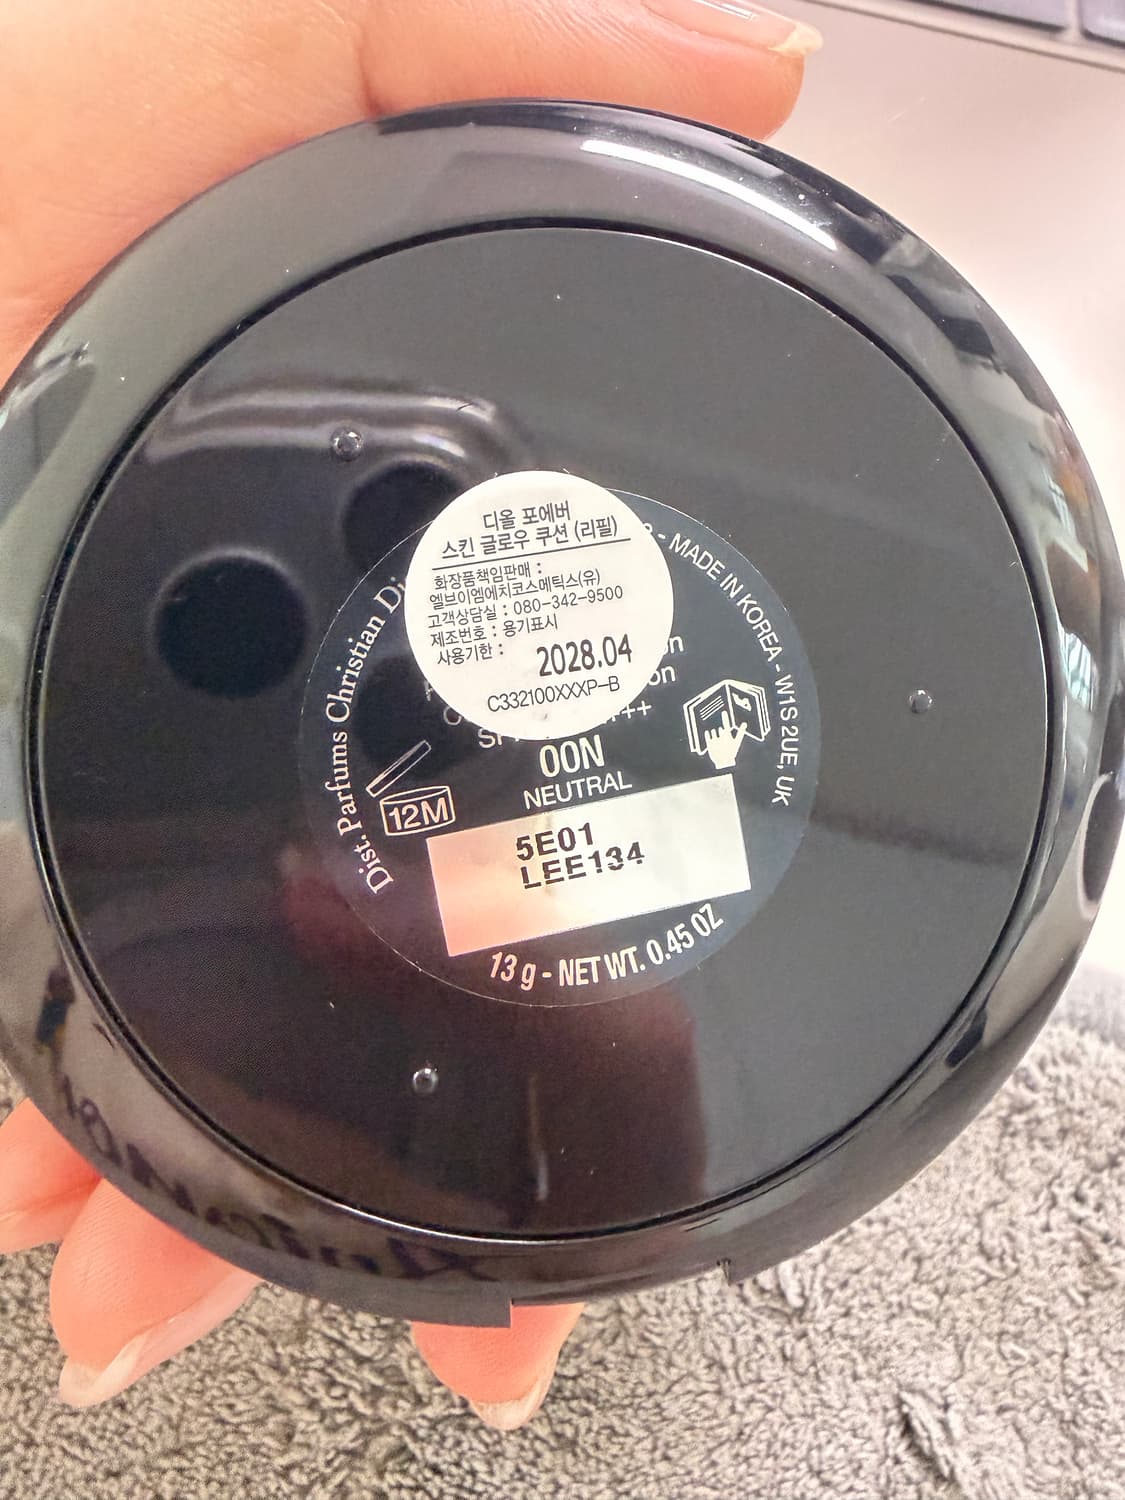 디올 포에버
스킨 글로우 쿠션 (리필)
화장품책임판매 :
엘브이엠에치코스메틱스(유)
고객상담실 : 080-342-9500
제조번호 : 용기표시
사용기한 : 2028.04
C332100XXXP-B
Dist. Parfums Christian
- MADE IN KOREA - W1S 2UE, UK
++
00N
NEUTRAL
12M
5E01
LEE134
13 g - NET WT. 0.45 OZ